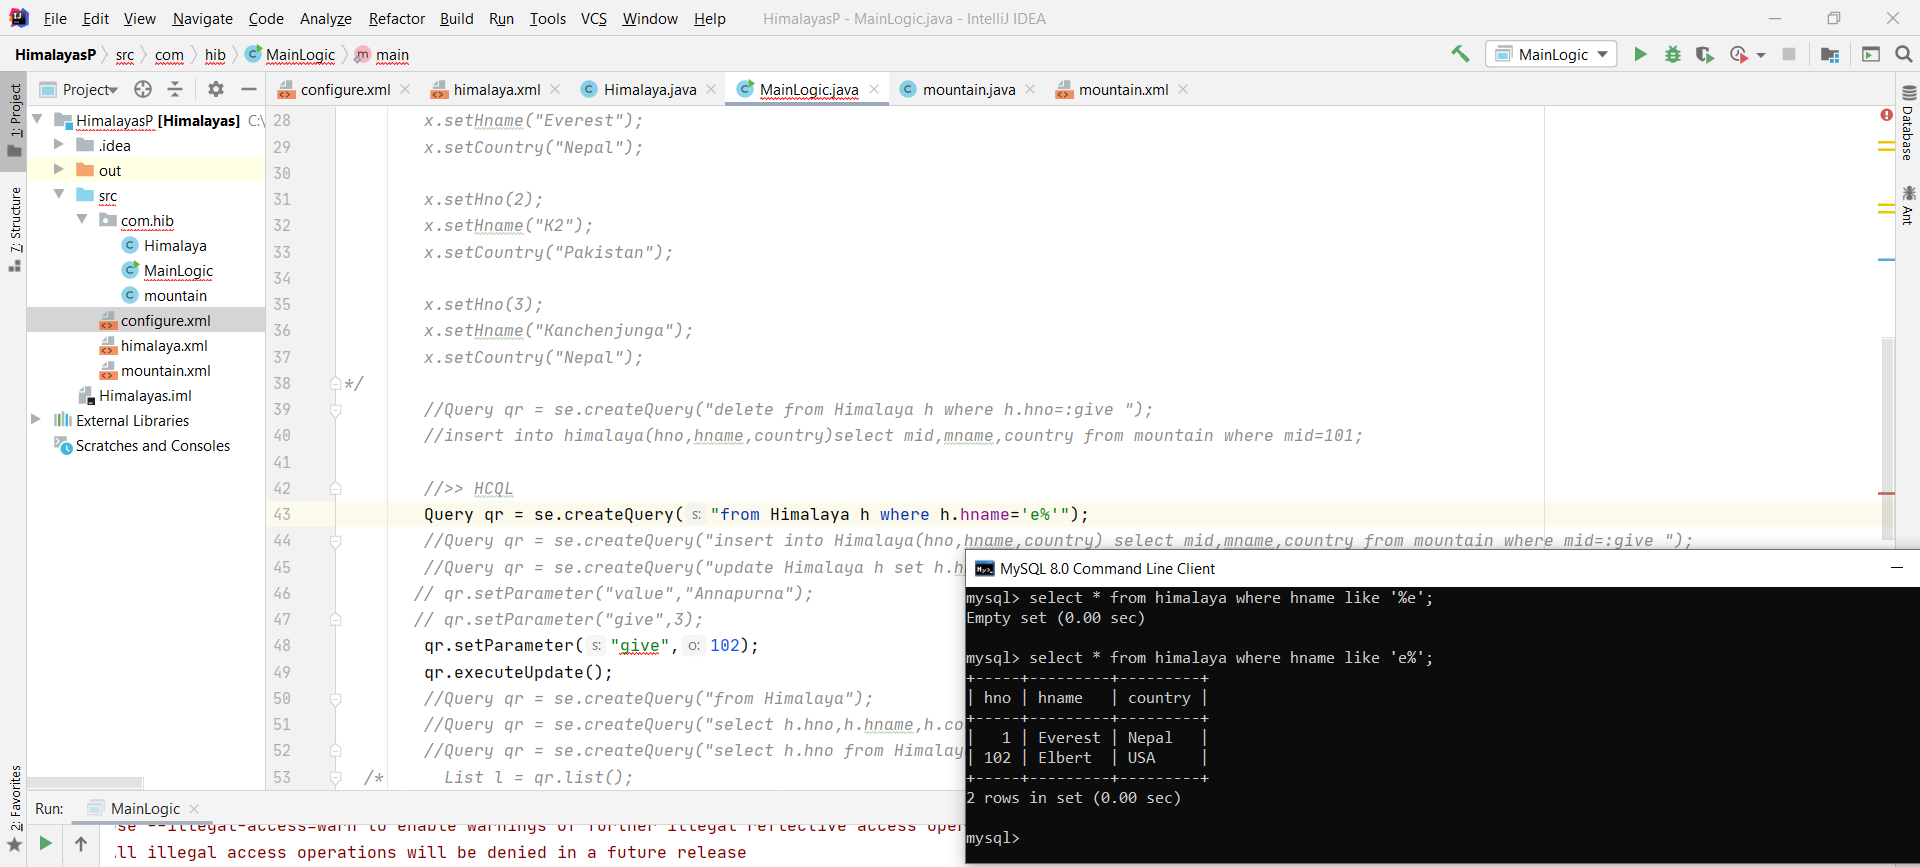 File Edit View Navigate Code Analyze Refactor Build Run Tools VCS Window Help HimalayasP - MainLogic.java - IntelliJ IDEA
HimalayasP src com hib MainLogic main MainLogic
1: Project
7: Structure
2: Favorites
Project
configure.xml himalaya.xml Himalaya.java MainLogic.java mountain.java mountain.xml
HimalayasP [Himalayas] C:\
.idea
out
src
com.hib
Himalaya
MainLogic
mountain
configure.xml
himalaya.xml
mountain.xml
Himalayas.iml
External Libraries
Scratches and Consoles
28 x.setHname("Everest");
29 x.setCountry("Nepal");
30
31 x.setHno(2);
32 x.setHname("K2");
33 x.setCountry("Pakistan");
34
35 x.setHno(3);
36 x.setHname("Kanchenjunga");
37 x.setCountry("Nepal");
38 */
39 //Query qr = se.createQuery("delete from Himalaya h where h.hno=:give ");
40 //insert into himalaya(hno,hname,country)select mid,mname,country from mountain where mid=101;
41
42 //>> HCQL
43 Query qr = se.createQuery( s: "from Himalaya h where h.hname='e%'");
44 //Query qr = se.createQuery("insert into Himalaya(hno,hname,country) select mid,mname,country from mountain where mid=:give ");
45 //Query qr = se.createQuery("update Himalaya h set h.h
46 // qr.setParameter("value","Annapurna");
47 // qr.setParameter("give",3);
48 qr.setParameter( s: "give", o: 102);
49 qr.executeUpdate();
50 //Query qr = se.createQuery("from Himalaya");
51 //Query qr = se.createQuery("select h.hno,h.hname,h.co
52 //Query qr = se.createQuery("select h.hno from Himalay
53 /* List l = qr.list();
Database
Ant
MySQL 8.0 Command Line Client
mysql> select * from himalaya where hname like '%e';
Empty set (0.00 sec)
mysql> select * from himalaya where hname like 'e%';
+-----+---------+---------+
| hno | hname | country |
+-----+---------+---------+
| 1 | Everest | Nepal |
| 102 | Elbert | USA |
+-----+---------+---------+
2 rows in set (0.00 sec)
mysql>
Run: MainLogic
se --illegal-access=warn to enable warnings of further illegal reflective access oper
ll illegal access operations will be denied in a future release